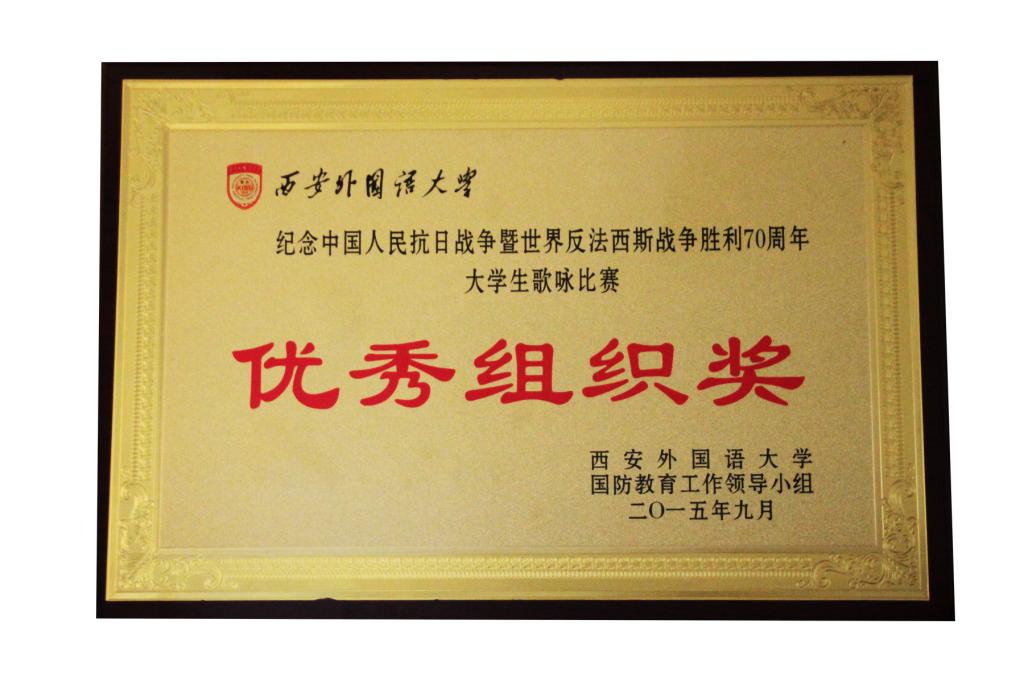 西安外国语大学
纪念中国人民抗日战争暨世界反法西斯战争胜利70周年
大学生歌咏比赛
优秀组织奖
西安外国语大学
国防教育工作领导小组
二〇一五年九月